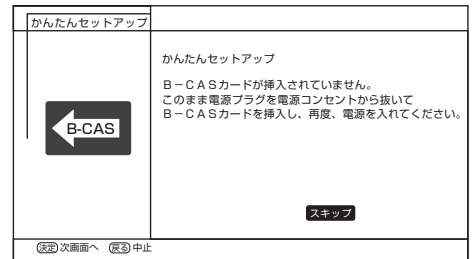 かんたんセットアップ
かんたんセットアップ
B－CASカードが挿入されていません。
このまま電源プラグを電源コンセントから抜いて
B－CASカードを挿入し、再度、電源を入れてください。
B-CAS
スキップ
決定 次画面へ 戻る 中止